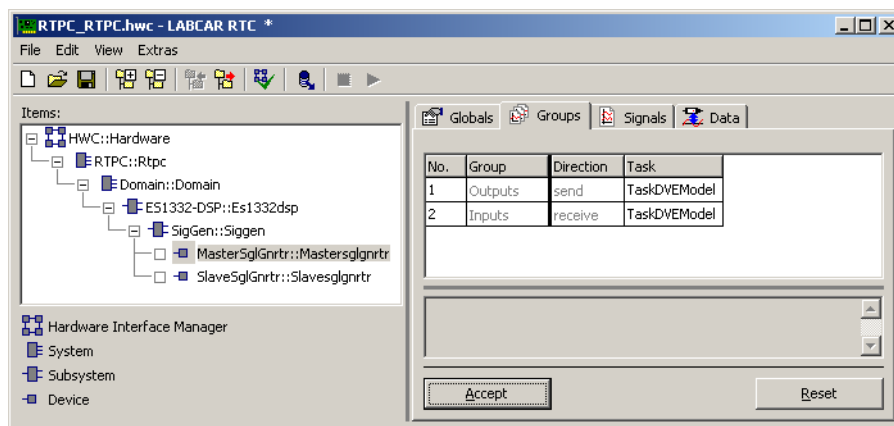 RTPC_RTPC.hwc - LABCAR RTC *
File Edit View Extras
Items:
HWC::Hardware
RTPC::Rtpc
Domain::Domain
ES1332-DSP::Es1332dsp
SigGen::Siggen
MasterSglGnrtr::Mastersglgnrtr
SlaveSglGnrtr::Slavesglgnrtr
Hardware Interface Manager
System
Subsystem
Device
Globals Groups Signals Data
No. Group Direction Task
1 Outputs send TaskDVEModel
2 Inputs receive TaskDVEModel
Accept Reset